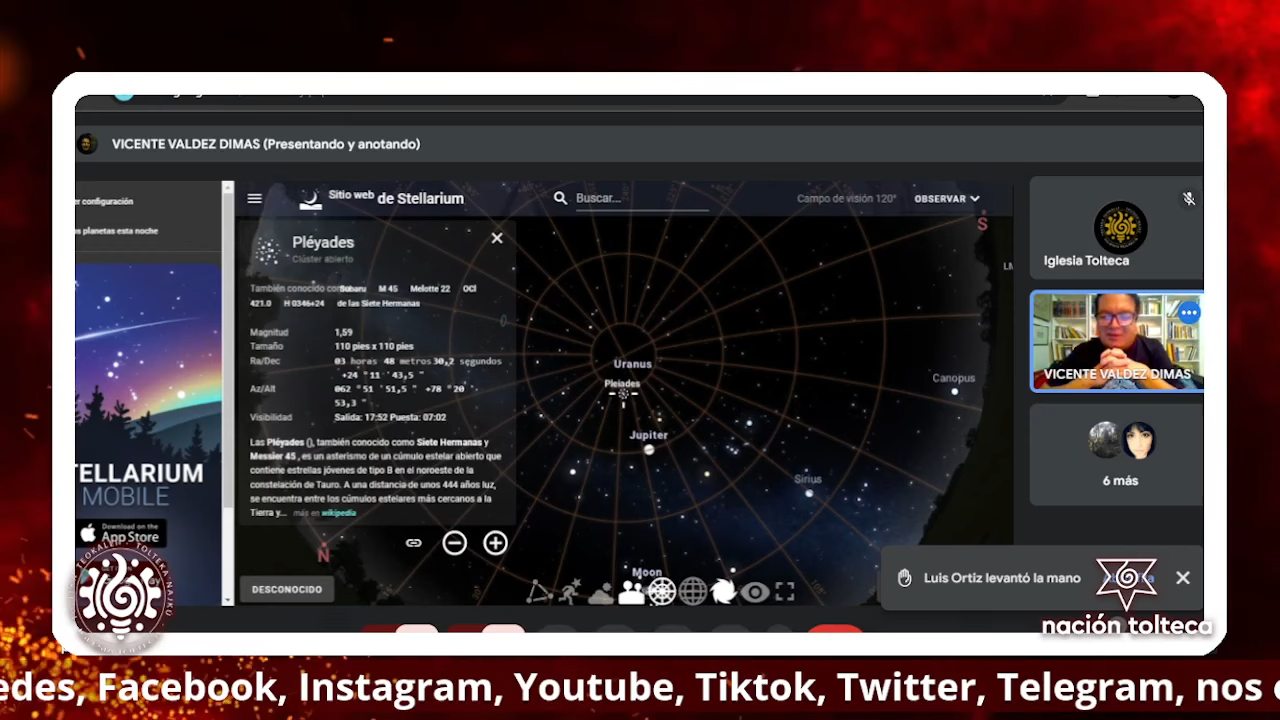 VICENTE VALDEZ DIMAS (Presentando y anotando)
er configuración
s planetas esta noche
Sitio web de Stellarium
Buscar...
Campo de visión 120°
OBSERVAR
Pléyades
Clúster abierto
También conocido como Subaru M 45 Melotte 22 OCl
421.0 H 0346+24 de las Siete Hermanas
Magnitud 1,59
Tamaño 110 pies x 110 pies
Ra/Dec 03 horas 48 metros 30,2 segundos
+24 ° 11 ' 43,5 "
Az/Alt 062 ° 51 ' 51,5 " +78 ° 20 '
53,3 "
Visibilidad Salida: 17:52 Puesta: 07:02
Las Pléyades (), también conocido como Siete Hermanas y
Messier 45 , es un asterismo de un cúmulo estelar abierto que
contiene estrellas jóvenes de tipo B en el noroeste de la
constelación de Tauro. A una distancia de unos 444 años luz,
se encuentra entre los cúmulos estelares más cercanos a la
Tierra y... más en wikipedia
DESCONOCIDO
N
S
LM
Uranus
Pleiades
Jupiter
Canopus
Sirius
Moon
TELLARIUM
MOBILE
Download on the
App Store
Iglesia Tolteca
VICENTE VALDEZ DIMAS
6 más
Luis Ortiz levantó la mano
TEOKALEH · TOLTEKA · NAJKU
nación tolteca
edes, Facebook, Instagram, Youtube, Tiktok, Twitter, Telegram, nos